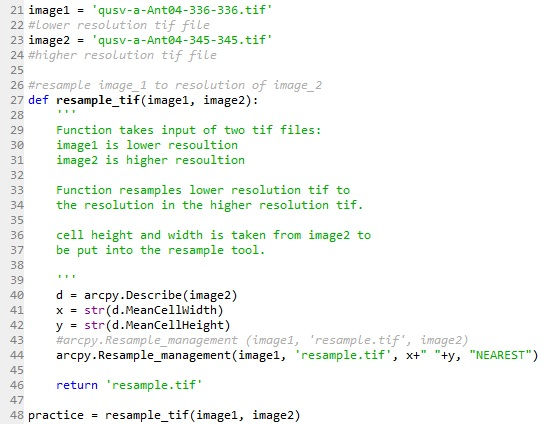 21 image1 = 'qusv-a-Ant04-336-336.tif'
22 #lower resolution tif file
23 image2 = 'qusv-a-Ant04-345-345.tif'
24 #higher resolution tif file
25
26 #resample image_1 to resolution of image_2
27 def resample_tif(image1, image2):
28     '''
29     Function takes input of two tif files:
30     image1 is lower resoultion
31     image2 is higher resoultion
32
33     Function resamples lower resolution tif to
34     the resolution in the higher resolution tif.
35
36     cell height and width is taken from image2 to
37     be put into the resample tool.
38
39     '''
40     d = arcpy.Describe(image2)
41     x = str(d.MeanCellWidth)
42     y = str(d.MeanCellHeight)
43     #arcpy.Resample_management (image1, 'resample.tif', image2)
44     arcpy.Resample_management(image1, 'resample.tif', x+" "+y, "NEAREST")
45
46     return 'resample.tif'
47
48 practice = resample_tif(image1, image2)